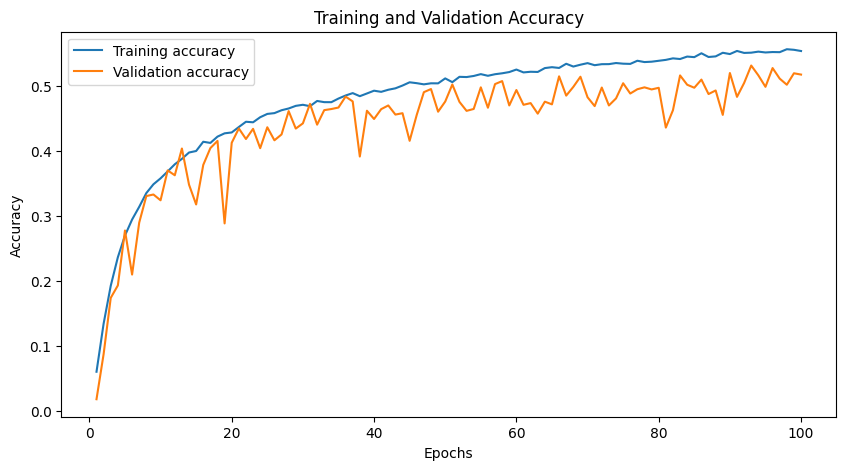 Training and Validation Accuracy
Training accuracy
Validation accuracy
Accuracy
0.5
0.4
0.3
0.2
0.1
0.0
0 20 40 60 80 100
Epochs